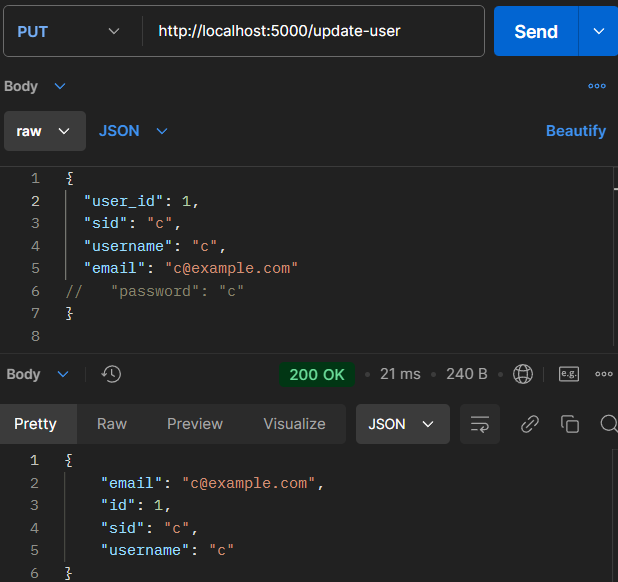 PUT http://localhost:5000/update-user Send
Body
raw JSON Beautify
1 {
2 "user_id": 1,
3 "sid": "c",
4 "username": "c",
5 "email": "c@example.com"
6 // "password": "c"
7 }
8
Body 200 OK 21 ms 240 B e.g.
Pretty Raw Preview Visualize JSON
1 {
2 "email": "c@example.com",
3 "id": 1,
4 "sid": "c",
5 "username": "c"
6 }